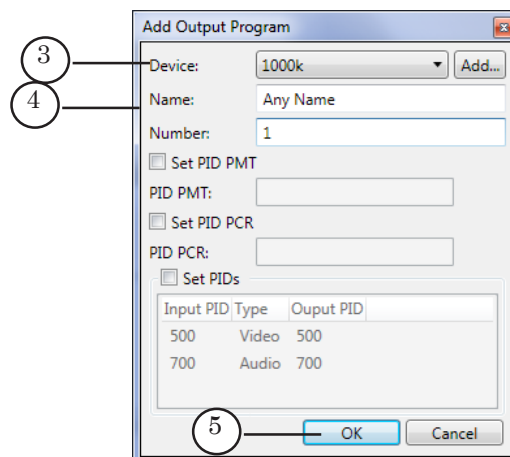 Add Output Program
3
Device: 1000k Add...
4
Name: Any Name
Number: 1
Set PID PMT
PID PMT:
Set PID PCR
PID PCR:
Set PIDs
Input PID Type Ouput PID
500 Video 500
700 Audio 700
5
OK Cancel